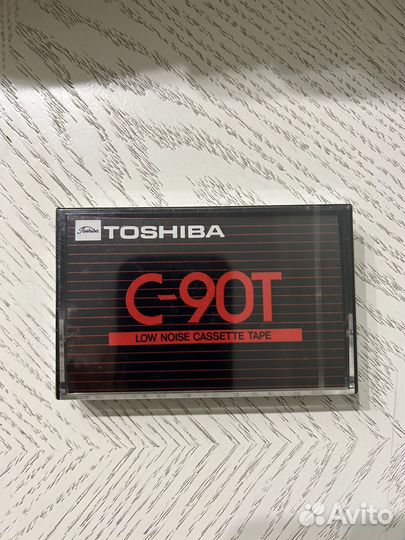 Toshiba TOSHIBA
C-90T
LOW NOISE CASSETTE TAPE
Avito